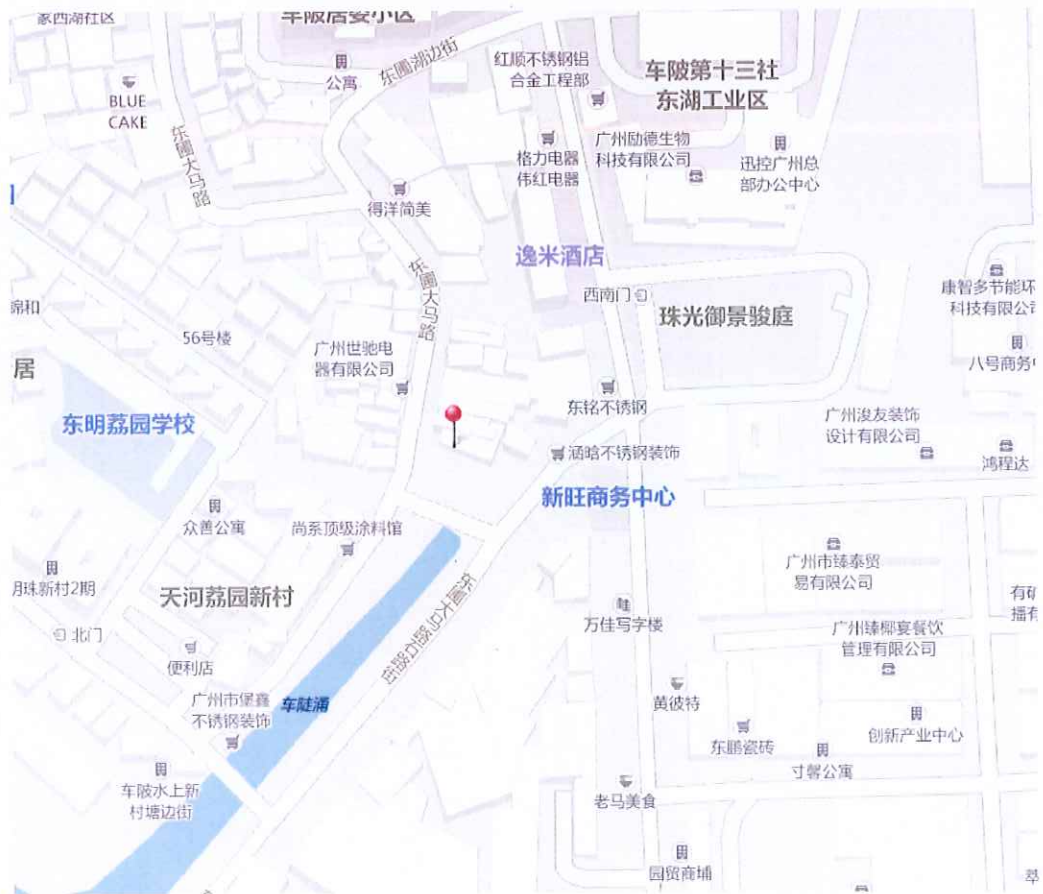 家西湖社区
公寓
东圃湖边街
红顺不锈钢铝
合金工程部
车陂第十三社
东湖工业区
BLUE
CAKE
东圃大马路
格力电器
伟红电器
广州励德生物
科技有限公司
迅控广州总
部办公中心
得洋简美
逸米酒店
东圃大马路
西南门
珠光御景骏庭
康智多节能环
科技有限公司
锦和
56号楼
广州世驰电
器有限公司
八号商务
居
东铭不锈钢
东明荔园学校
广州浚友装饰
设计有限公司
涵晗不锈钢装饰
鸿程达
新旺商务中心
众善公寓
尚系顶级涂料馆
广州市臻泰贸
易有限公司
月珠新村2期
天河荔园新村
万佳写字楼
广州臻椰宴餐饮
管理有限公司
北门
便利店
广州市堡鑫
不锈钢装饰
车陂涌
黄彼特
东鹏瓷砖
创新产业中心
寸馨公寓
车陂水上新
村塘边街
老马美食
园贸商埔